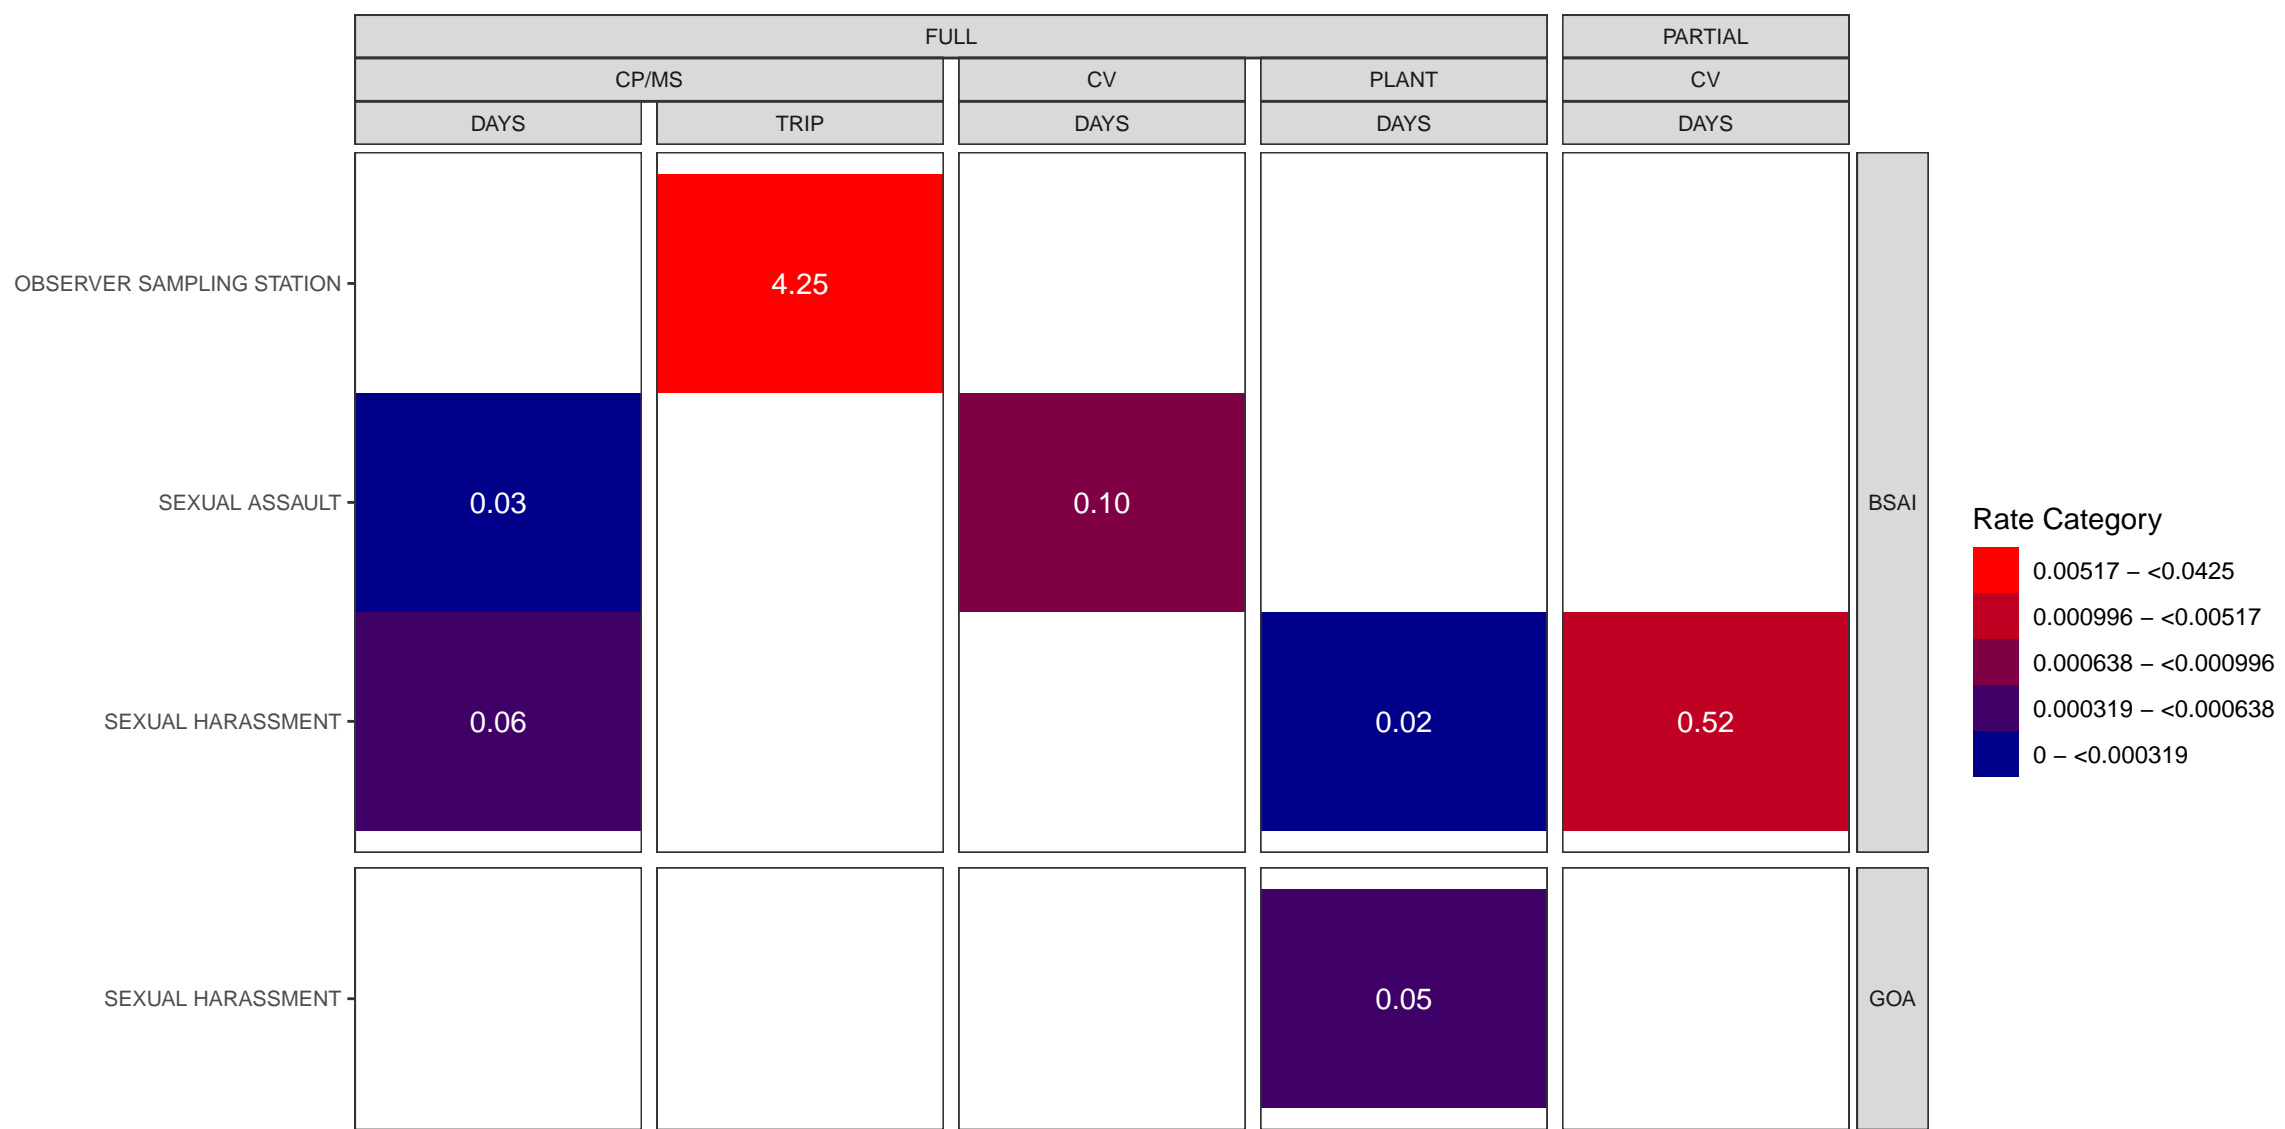 FULL PARTIAL
CP/MS CV PLANT CV
DAYS TRIP DAYS DAYS DAYS
OBSERVER SAMPLING STATION 4.25
SEXUAL ASSAULT 0.03 0.10 BSAI
SEXUAL HARASSMENT 0.06 0.02 0.52
SEXUAL HARASSMENT 0.05 GOA
Rate Category
0.00517 – <0.0425
0.000996 – <0.00517
0.000638 – <0.000996
0.000319 – <0.000638
0 – <0.000319